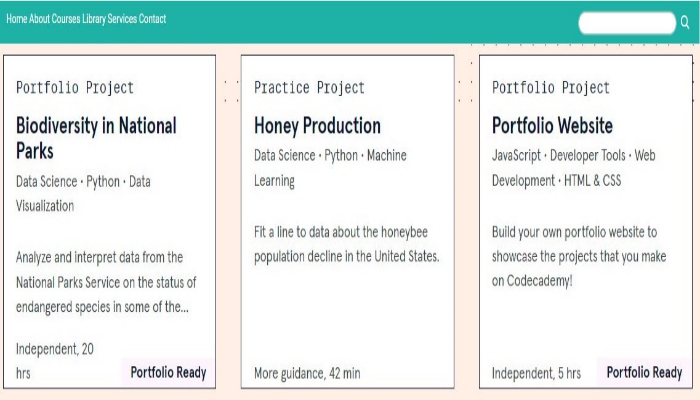 Home About Courses Library Services Contact
Portfolio Project
Biodiversity in National
Parks
Data Science • Python • Data
Visualization
Analyze and interpret data from the
National Parks Service on the status of
endangered species in some of the...
Independent, 20
hrs
Portfolio Ready
Practice Project
Honey Production
Data Science • Python • Machine
Learning
Fit a line to data about the honeybee
population decline in the United States.
More guidance, 42 min
Portfolio Project
Portfolio Website
JavaScript • Developer Tools • Web
Development • HTML & CSS
Build your own portfolio website to
showcase the projects that you make
on Codecademy!
Independent, 5 hrs
Portfolio Ready